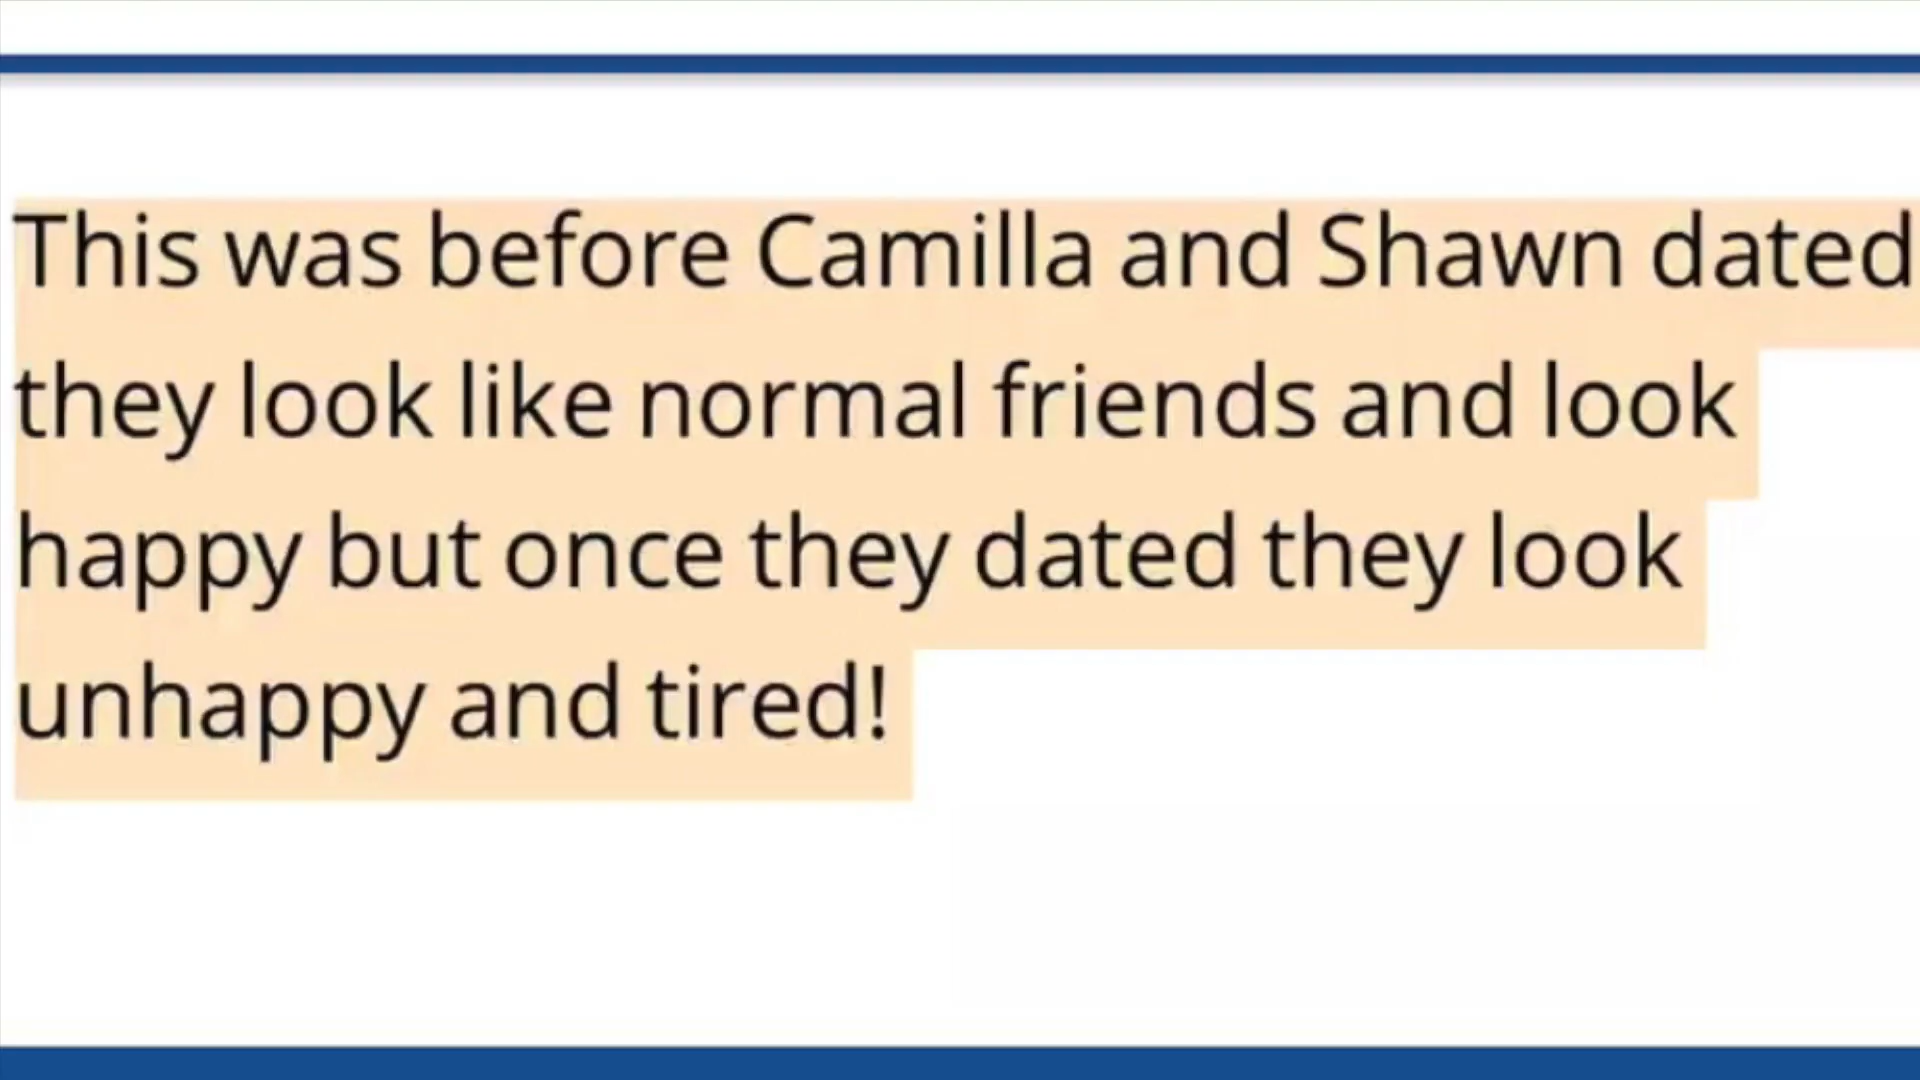 This was before Camilla and Shawn dated
they look like normal friends and look
happy but once they dated they look
unhappy and tired!